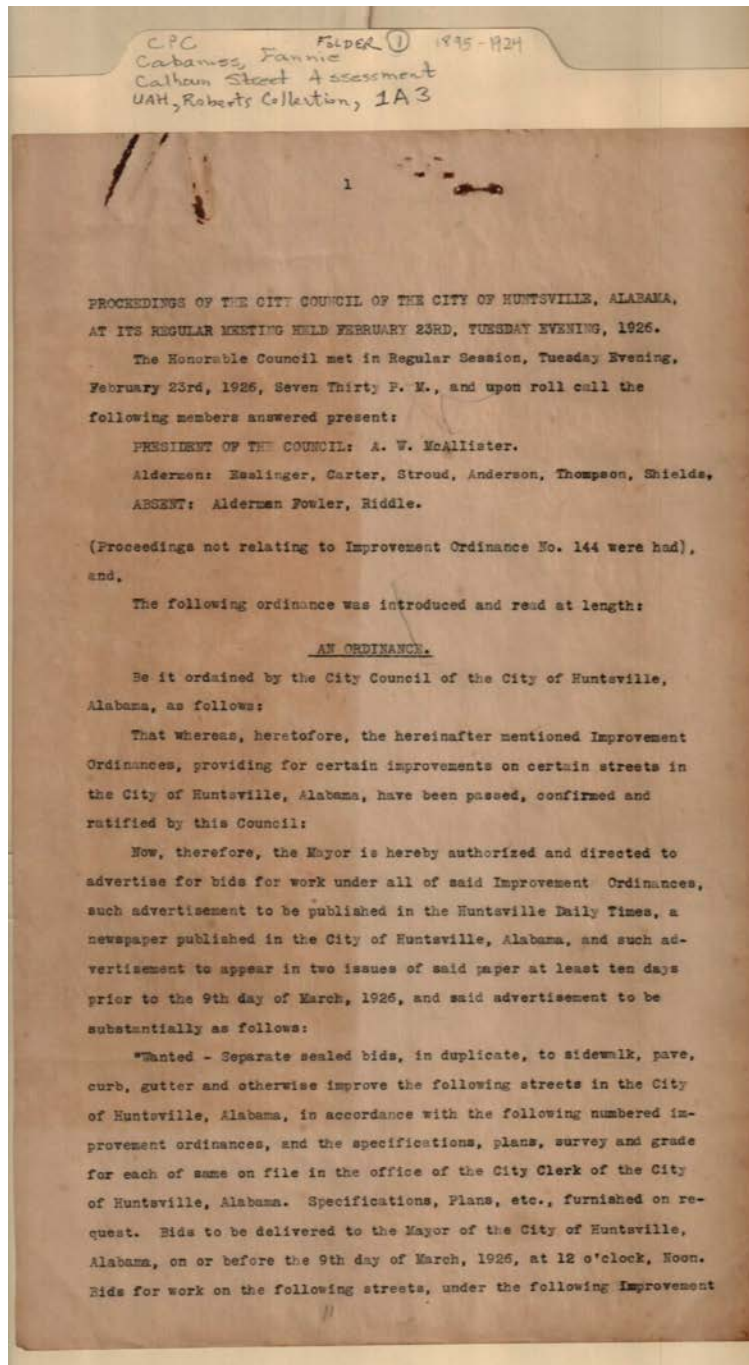 CPC FOLDER 1 1895-1924
Cabaniss, Fannie
Calhoun Street Assessment
UAH, Roberts Collection, 1A3
1
PROCEEDINGS OF THE CITY COUNCIL OF THE CITY OF HUNTSVILLE, ALABAMA,
AT ITS REGULAR MEETING HELD FEBRUARY 23RD, TUESDAY EVENING, 1926.
The Honorable Council met in Regular Session, Tuesday Evening,
February 23rd, 1926, Seven Thirty P. M., and upon roll call the
following members answered present:
PRESIDENT OF THE COUNCIL: A. W. McAllister.
Aldermen: Esslinger, Carter, Stroud, Anderson, Thompson, Shields,
ABSENT: Alderman Fowler, Riddle.
(Proceedings not relating to Improvement Ordinance No. 144 were had),
and,
The following ordinance was introduced and read at length:
AN ORDINANCE.
Be it ordained by the City Council of the City of Huntsville,
Alabama, as follows:
That whereas, heretofore, the hereinafter mentioned Improvement
Ordinances, providing for certain improvements on certain streets in
the City of Huntsville, Alabama, have been passed, confirmed and
ratified by this Council:
Now, therefore, the Mayor is hereby authorized and directed to
advertise for bids for work under all of said Improvement Ordinances,
such advertisement to be published in the Huntsville Daily Times, a
newspaper published in the City of Huntsville, Alabama, and such ad-
vertisement to appear in two issues of said paper at least ten days
prior to the 9th day of March, 1926, and said advertisement to be
substantially as follows:
"Wanted - Separate sealed bids, in duplicate, to sidewalk, pave,
curb, gutter and otherwise improve the following streets in the City
of Huntsville, Alabama, in accordance with the following numbered im-
provement ordinances, and the specifications, plans, survey and grade
for each of same on file in the office of the City Clerk of the City
of Huntsville, Alabama. Specifications, Plans, etc., furnished on re-
quest. Bids to be delivered to the Mayor of the City of Huntsville,
Alabama, on or before the 9th day of March, 1926, at 12 o'clock, Noon.
Bids for work on the following streets, under the following Improvement